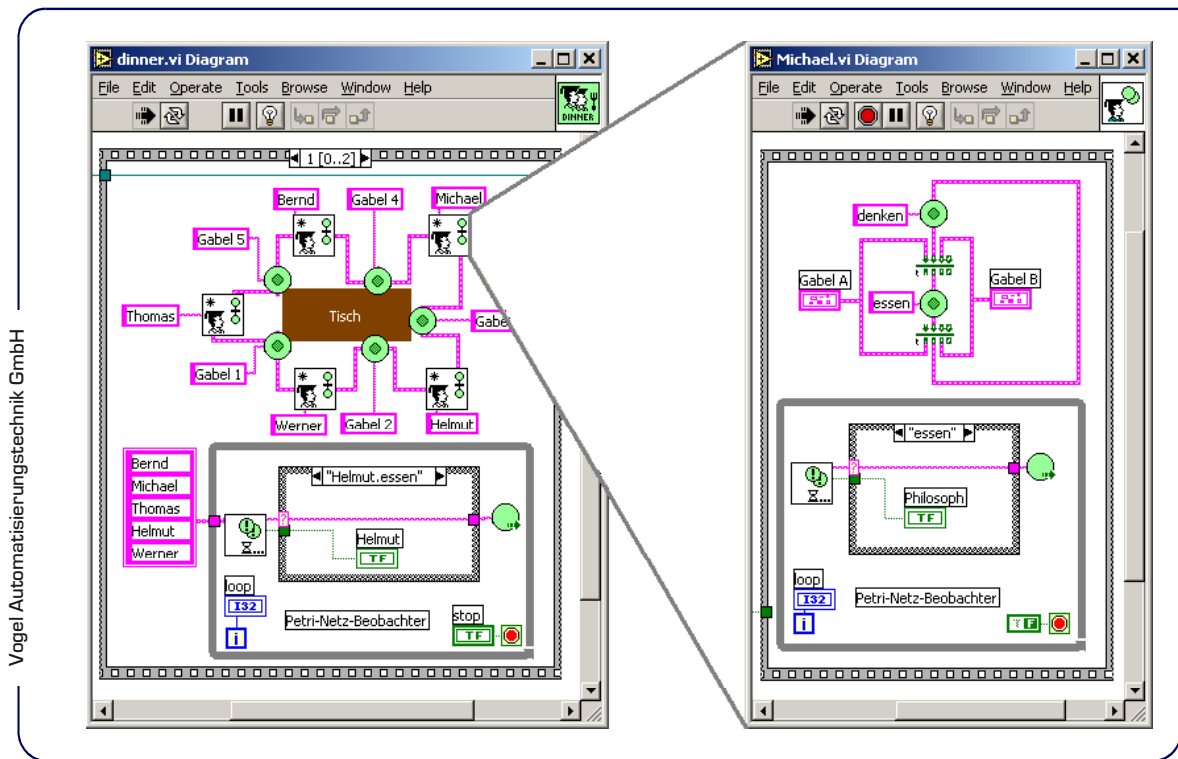 Vogel Automatisierungstechnik GmbH
dinner.vi Diagram
File Edit Operate Tools Browse Window Help
DINNER
1 [0..2]
Bernd
Gabel 4
Michael
Gabel 5
Thomas
Tisch
Gabel 1
Werner
Gabel 2
Helmut
Bernd
Michael
Thomas
Helmut
Werner
"Helmut.essen"
?
Helmut
TF
loop
I32
i
Petri-Netz-Beobachter
stop
TF
Michael.vi Diagram
File Edit Operate Tools Browse Window Help
denken
Gabel A
Gabel B
essen
t
t
"essen"
?
Philosoph
TF
loop
I32
i
Petri-Netz-Beobachter
F